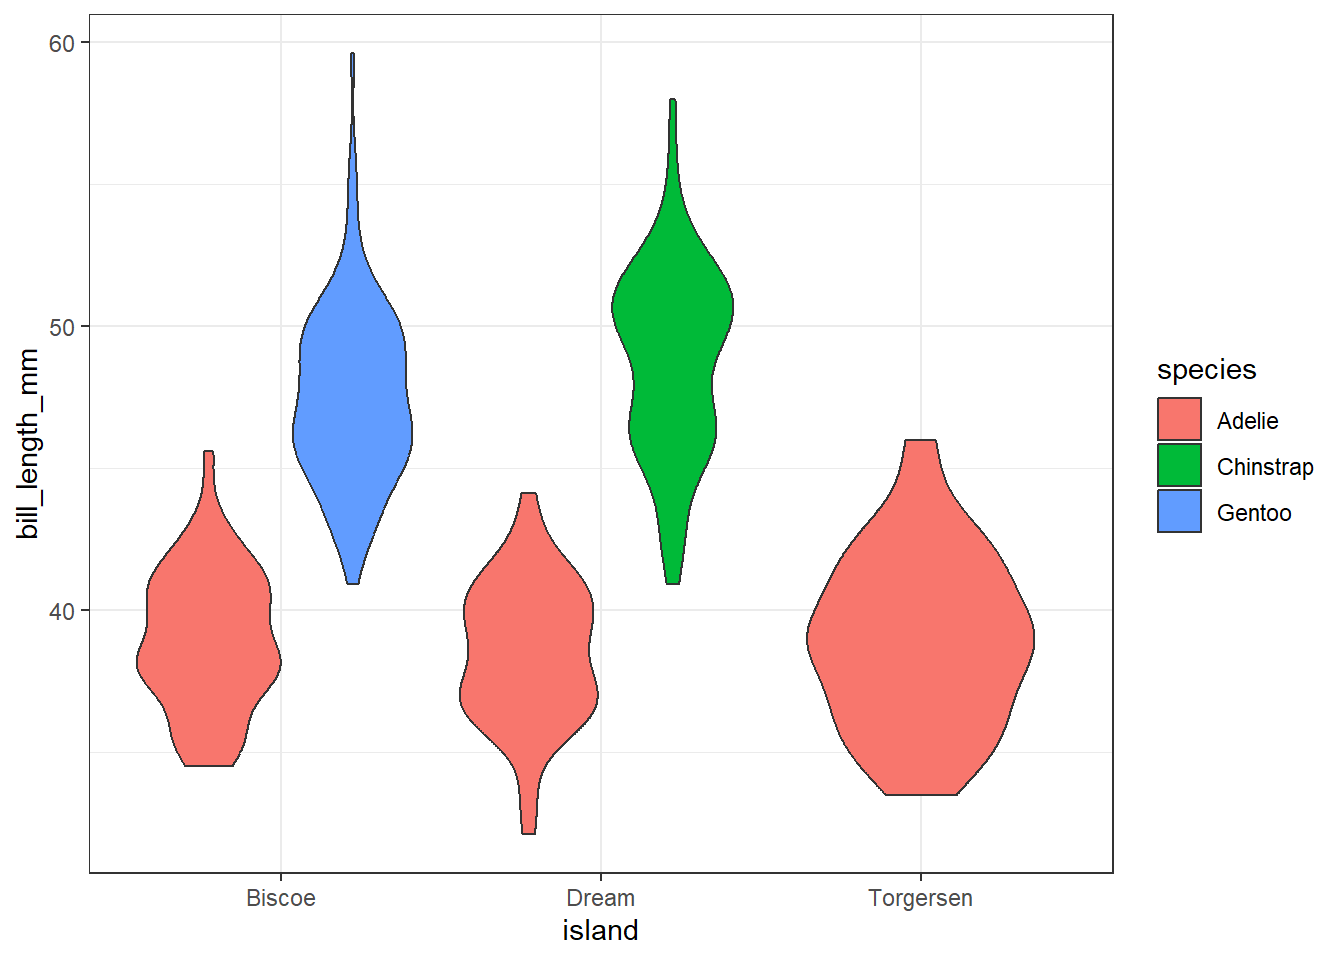 60
50
40
bill_length_mm
Biscoe
Dream
Torgersen
island
species
Adelie
Chinstrap
Gentoo